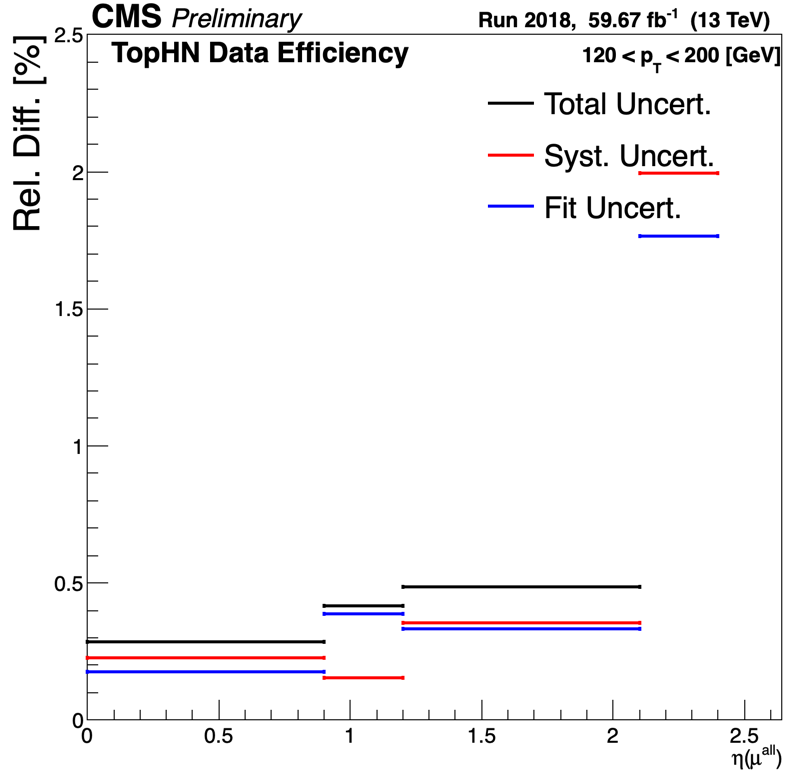 CMS Preliminary Run 2018, 59.67 fb⁻¹ (13 TeV)
TopHN Data Efficiency 120 < p_T < 200 [GeV]
Total Uncert.
Syst. Uncert.
Fit Uncert.
Rel. Diff. [%]
2.5
2
1.5
1
0.5
0
0 0.5 1 1.5 2 2.5
η(μ^all)